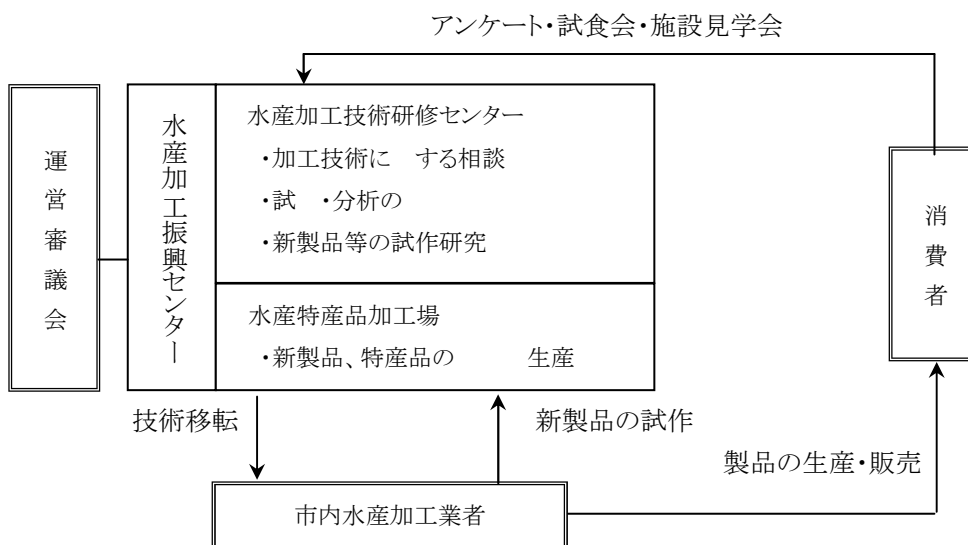 アンケート・試食会・施設見学会
運営審議会
水産加工振興センター
水産加工技術研修センター
・加工技術に　する相談
・試　・分析の
・新製品等の試作研究
水産特産品加工場
・新製品、特産品の　　　生産
消費者
技術移転
新製品の試作
製品の生産・販売
市内水産加工業者